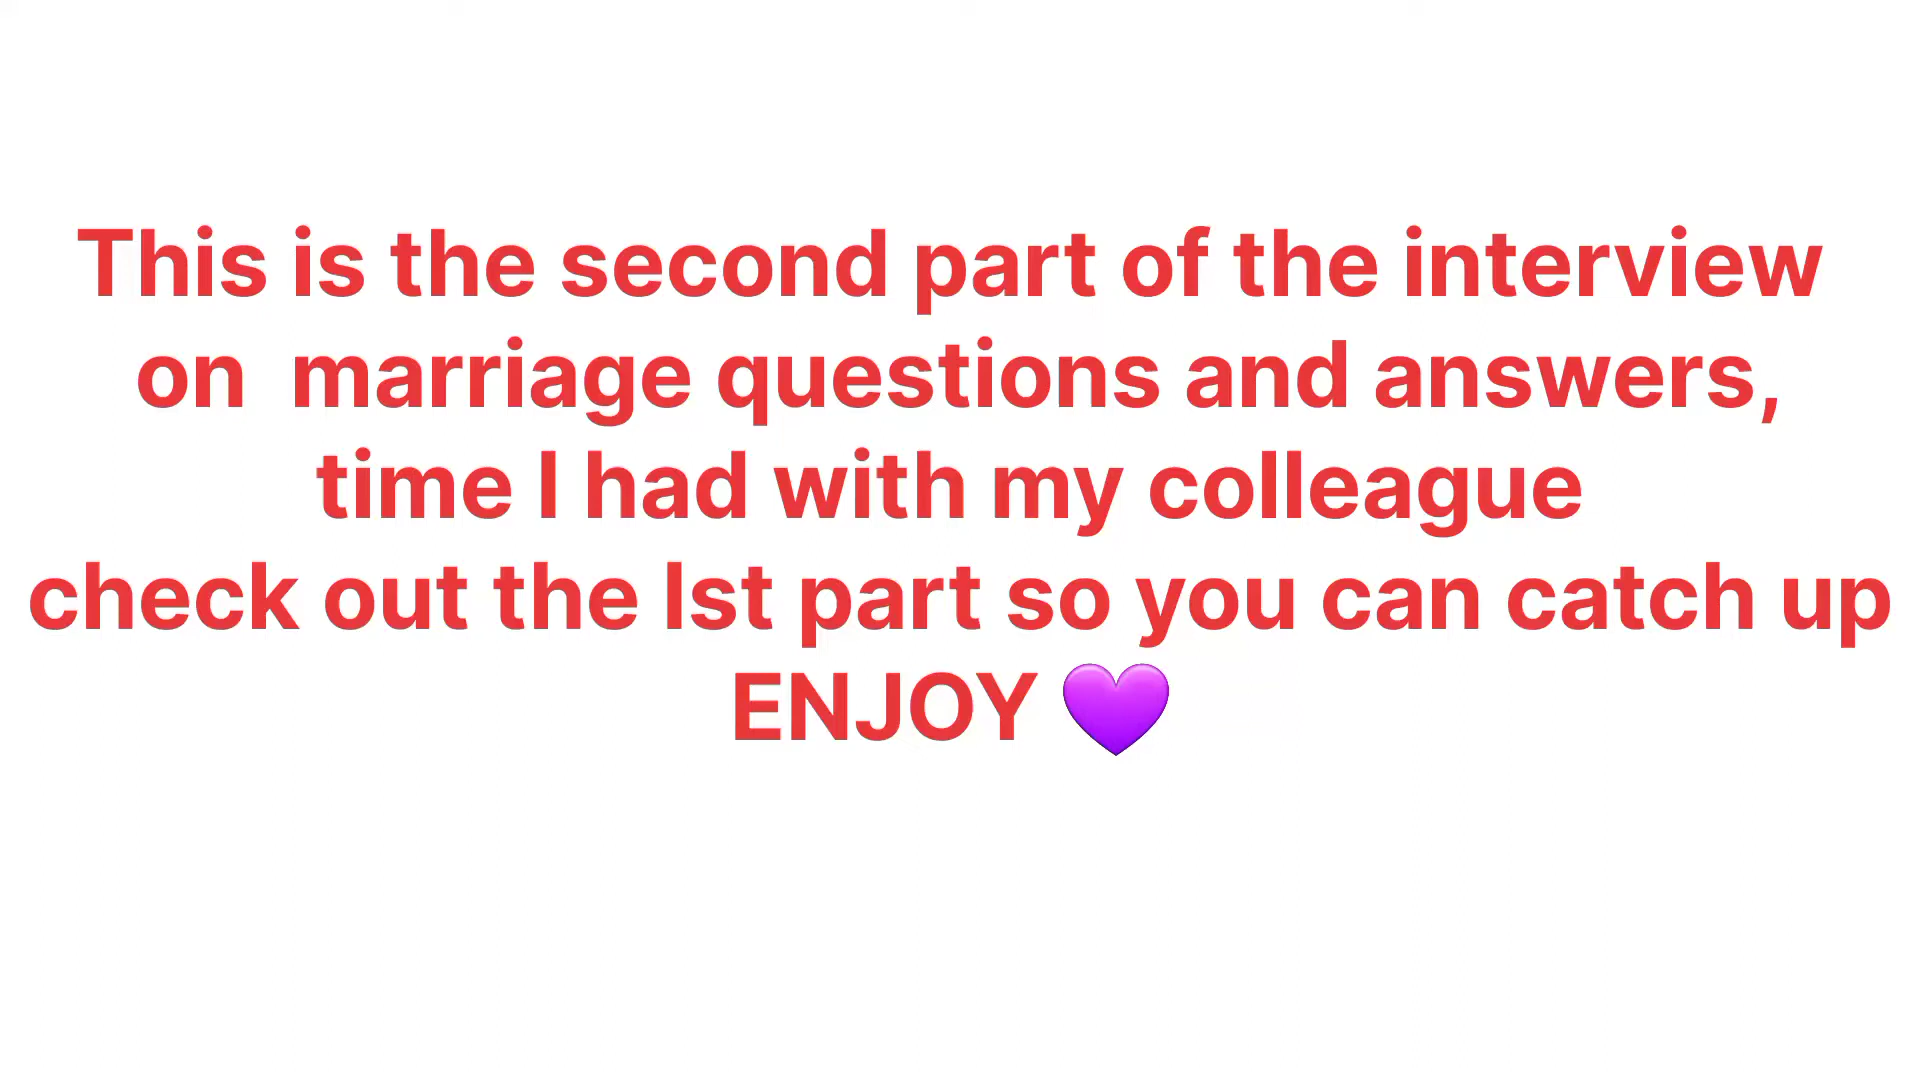 This is the second part of the interview
on  marriage questions and answers,
time I had with my colleague
check out the Ist part so you can catch up
ENJOY 💜